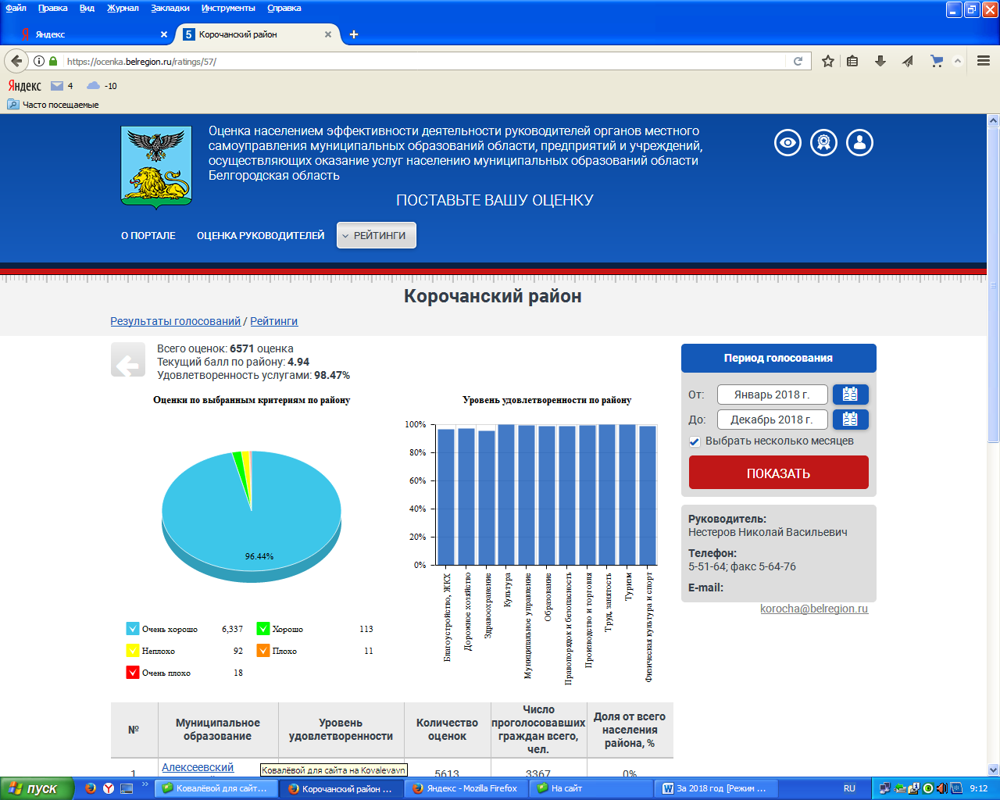 Файл Правка Вид Журнал Закладки Инструменты Справка
Яндекс
Корочанский район
https://ocenka.belregion.ru/ratings/57/
Яндекс 4 -10
Часто посещаемые
Оценка населением эффективности деятельности руководителей органов местного
самоуправления муниципальных образований области, предприятий и учреждений,
осуществляющих оказание услуг населению муниципальных образований области
Белгородская область
ПОСТАВЬТЕ ВАШУ ОЦЕНКУ
О ПОРТАЛЕ ОЦЕНКА РУКОВОДИТЕЛЕЙ РЕЙТИНГИ
Корочанский район
Результаты голосований / Рейтинги
Всего оценок: 6571 оценка
Текущий балл по району: 4.94
Удовлетворенность услугами: 98.47%
Оценки по выбранным критериям по району
96.44%
Очень хорошо 6,337 Хорошо 113
Неплохо 92 Плохо 11
Очень плохо 18
Уровень удовлетворенности по району
100%
80%
60%
40%
20%
0%
Благоустройство, ЖКХ
Дорожное хозяйство
Здравоохранение
Культура
Муниципальное управление
Образование
Правопорядок и безопасность
Производство и торговля
Труд, занятость
Туризм
Физическая культура и спорт
Период голосования
От: Январь 2018 г.
До: Декабрь 2018 г.
Выбрать несколько месяцев
ПОКАЗАТЬ
Руководитель:
Нестеров Николай Васильевич
Телефон:
5-51-64; факс 5-64-76
E-mail:
korocha@belregion.ru
№
Муниципальное
образование
Уровень
удовлетворенности
Количество
оценок
Число
проголосовавших
граждан всего,
чел.
Доля от всего
населения
района, %
1 Алексеевский 5613 3367 0%
Ковалёвой для сайта на Kovalevavn
пуск
Ковалёвой для сайт...
Корочанский район ...
Яндекс - Mozilla Firefox
На сайт
За 2018 год [Режим ...
RU
9:12